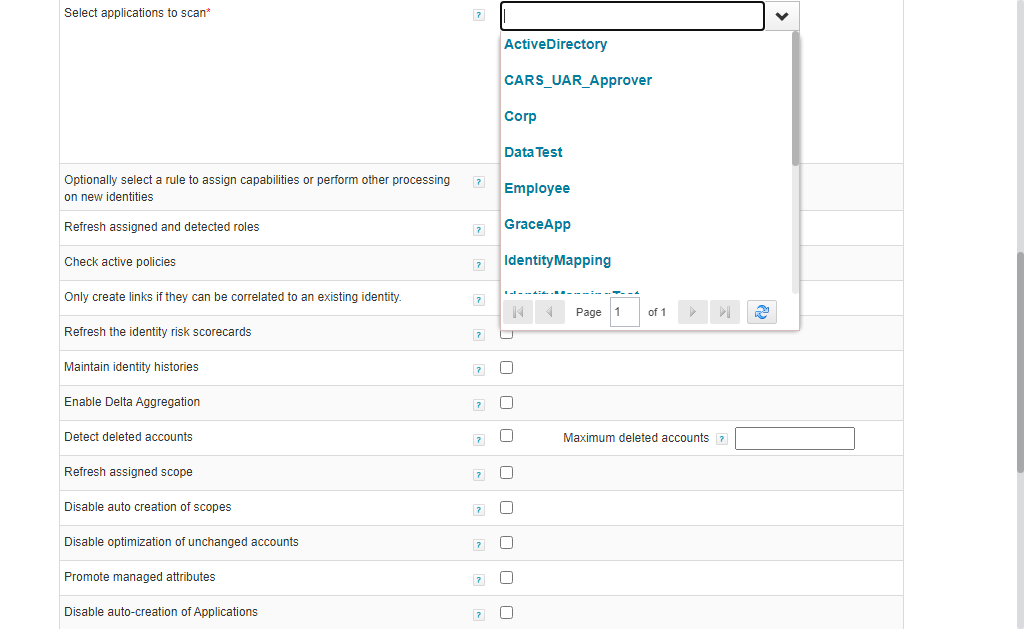 Select applications to scan*
?
ActiveDirectory
CARS_UAR_Approver
Corp
DataTest
Employee
GraceApp
IdentityMapping
IdentityMappingTest
Page 1 of 1
Optionally select a rule to assign capabilities or perform other processing
on new identities
?
Refresh assigned and detected roles ?
Check active policies ?
Only create links if they can be correlated to an existing identity. ?
Refresh the identity risk scorecards ?
Maintain identity histories ?
Enable Delta Aggregation ?
Detect deleted accounts ? Maximum deleted accounts ?
Refresh assigned scope ?
Disable auto creation of scopes ?
Disable optimization of unchanged accounts ?
Promote managed attributes ?
Disable auto-creation of Applications ?